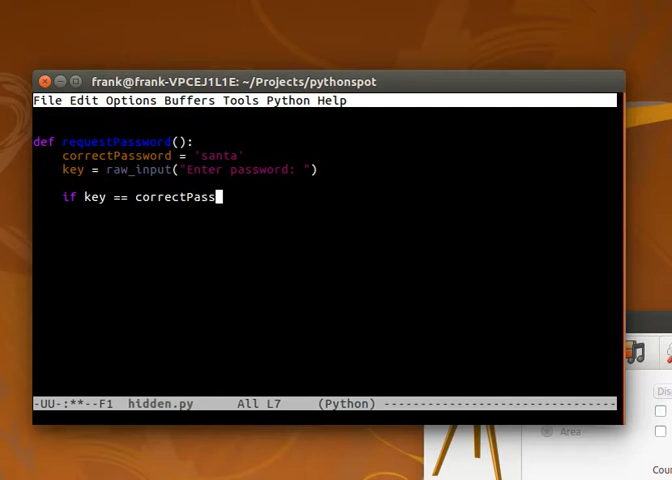 frank@frank-VPCEJ1L1E: ~/Projects/pythonspot
File Edit Options Buffers Tools Python Help
def requestPassword():
    correctPassword = 'santa'
    key = raw_input("Enter password: ")
    if key == correctPass
-UU-:**--F1  hidden.py      All L7     (Python) --------------------------------
Area